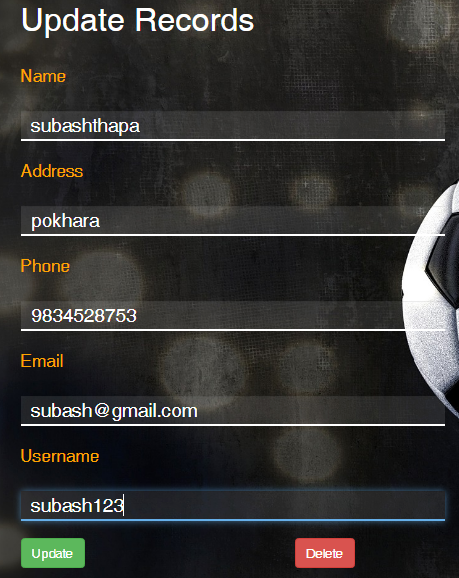 Update Records
Name
subashthapa
Address
pokhara
Phone
9834528753
Email
subash@gmail.com
Username
subash123
Update Delete